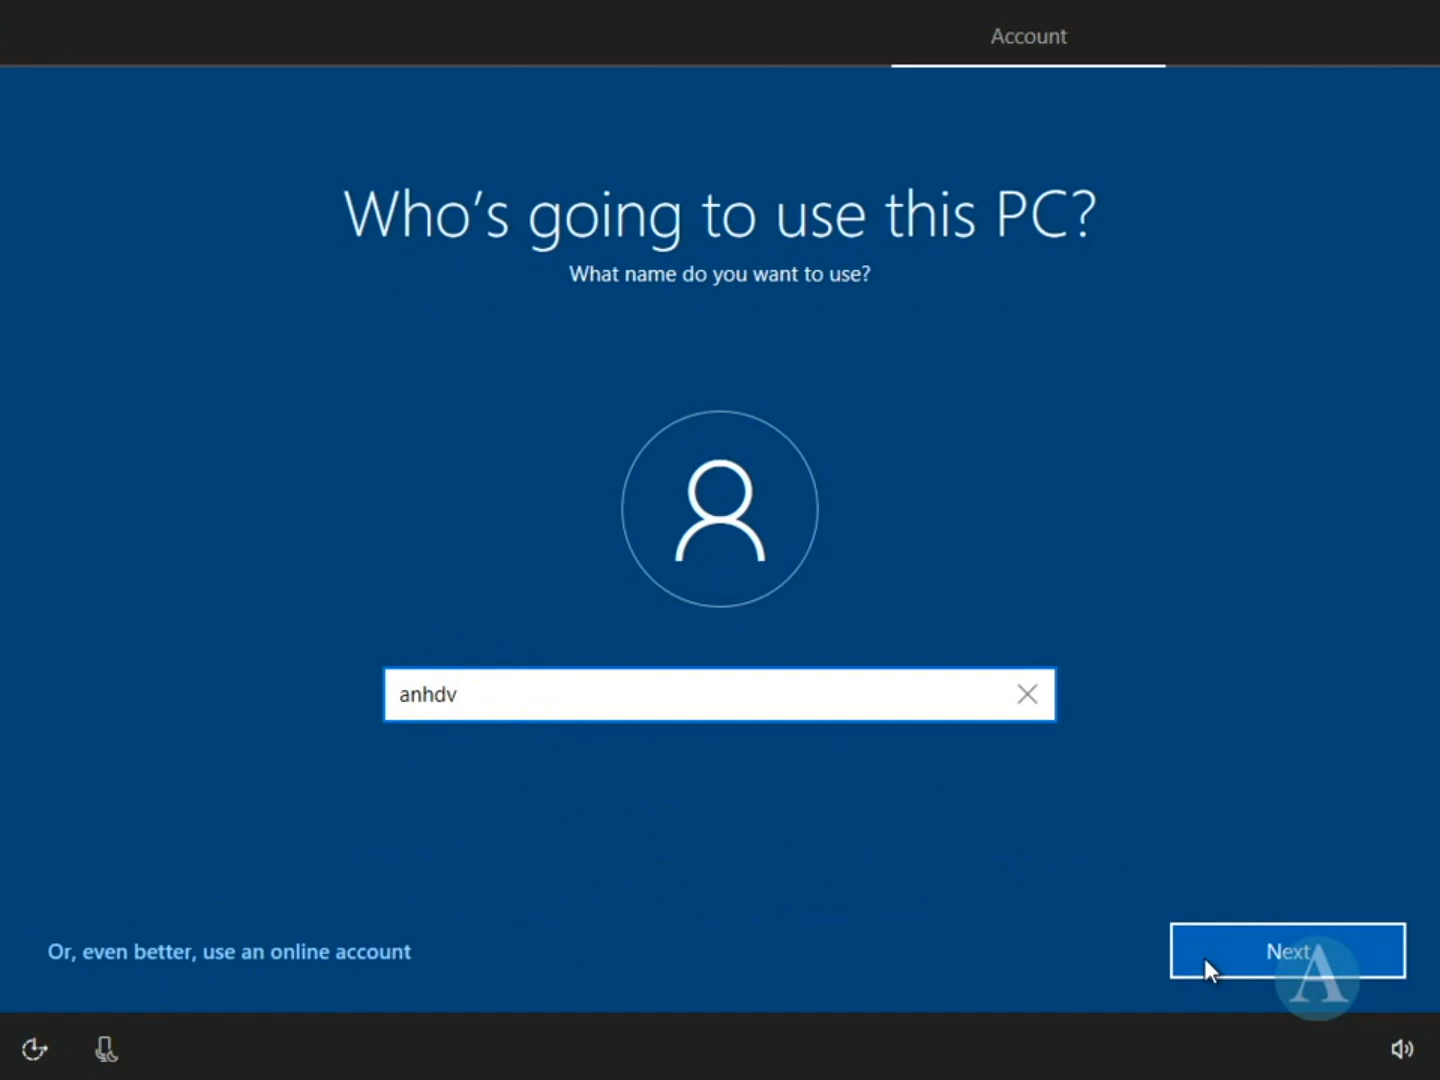 Account
Who's going to use this PC?
What name do you want to use?
anhdv
Or, even better, use an online account
Next
A